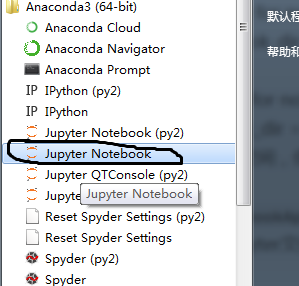 Anaconda3 (64-bit)
Anaconda Cloud
Anaconda Navigator
Anaconda Prompt
IPython (py2)
IPython
Jupyter Notebook (py2)
Jupyter Notebook
Jupyter QTConsole (py2)
Jupyte
Jupyter Notebook
Reset Spyder Settings (py2)
Reset Spyder Settings
Spyder (py2)
Spyder
默认程
帮助和